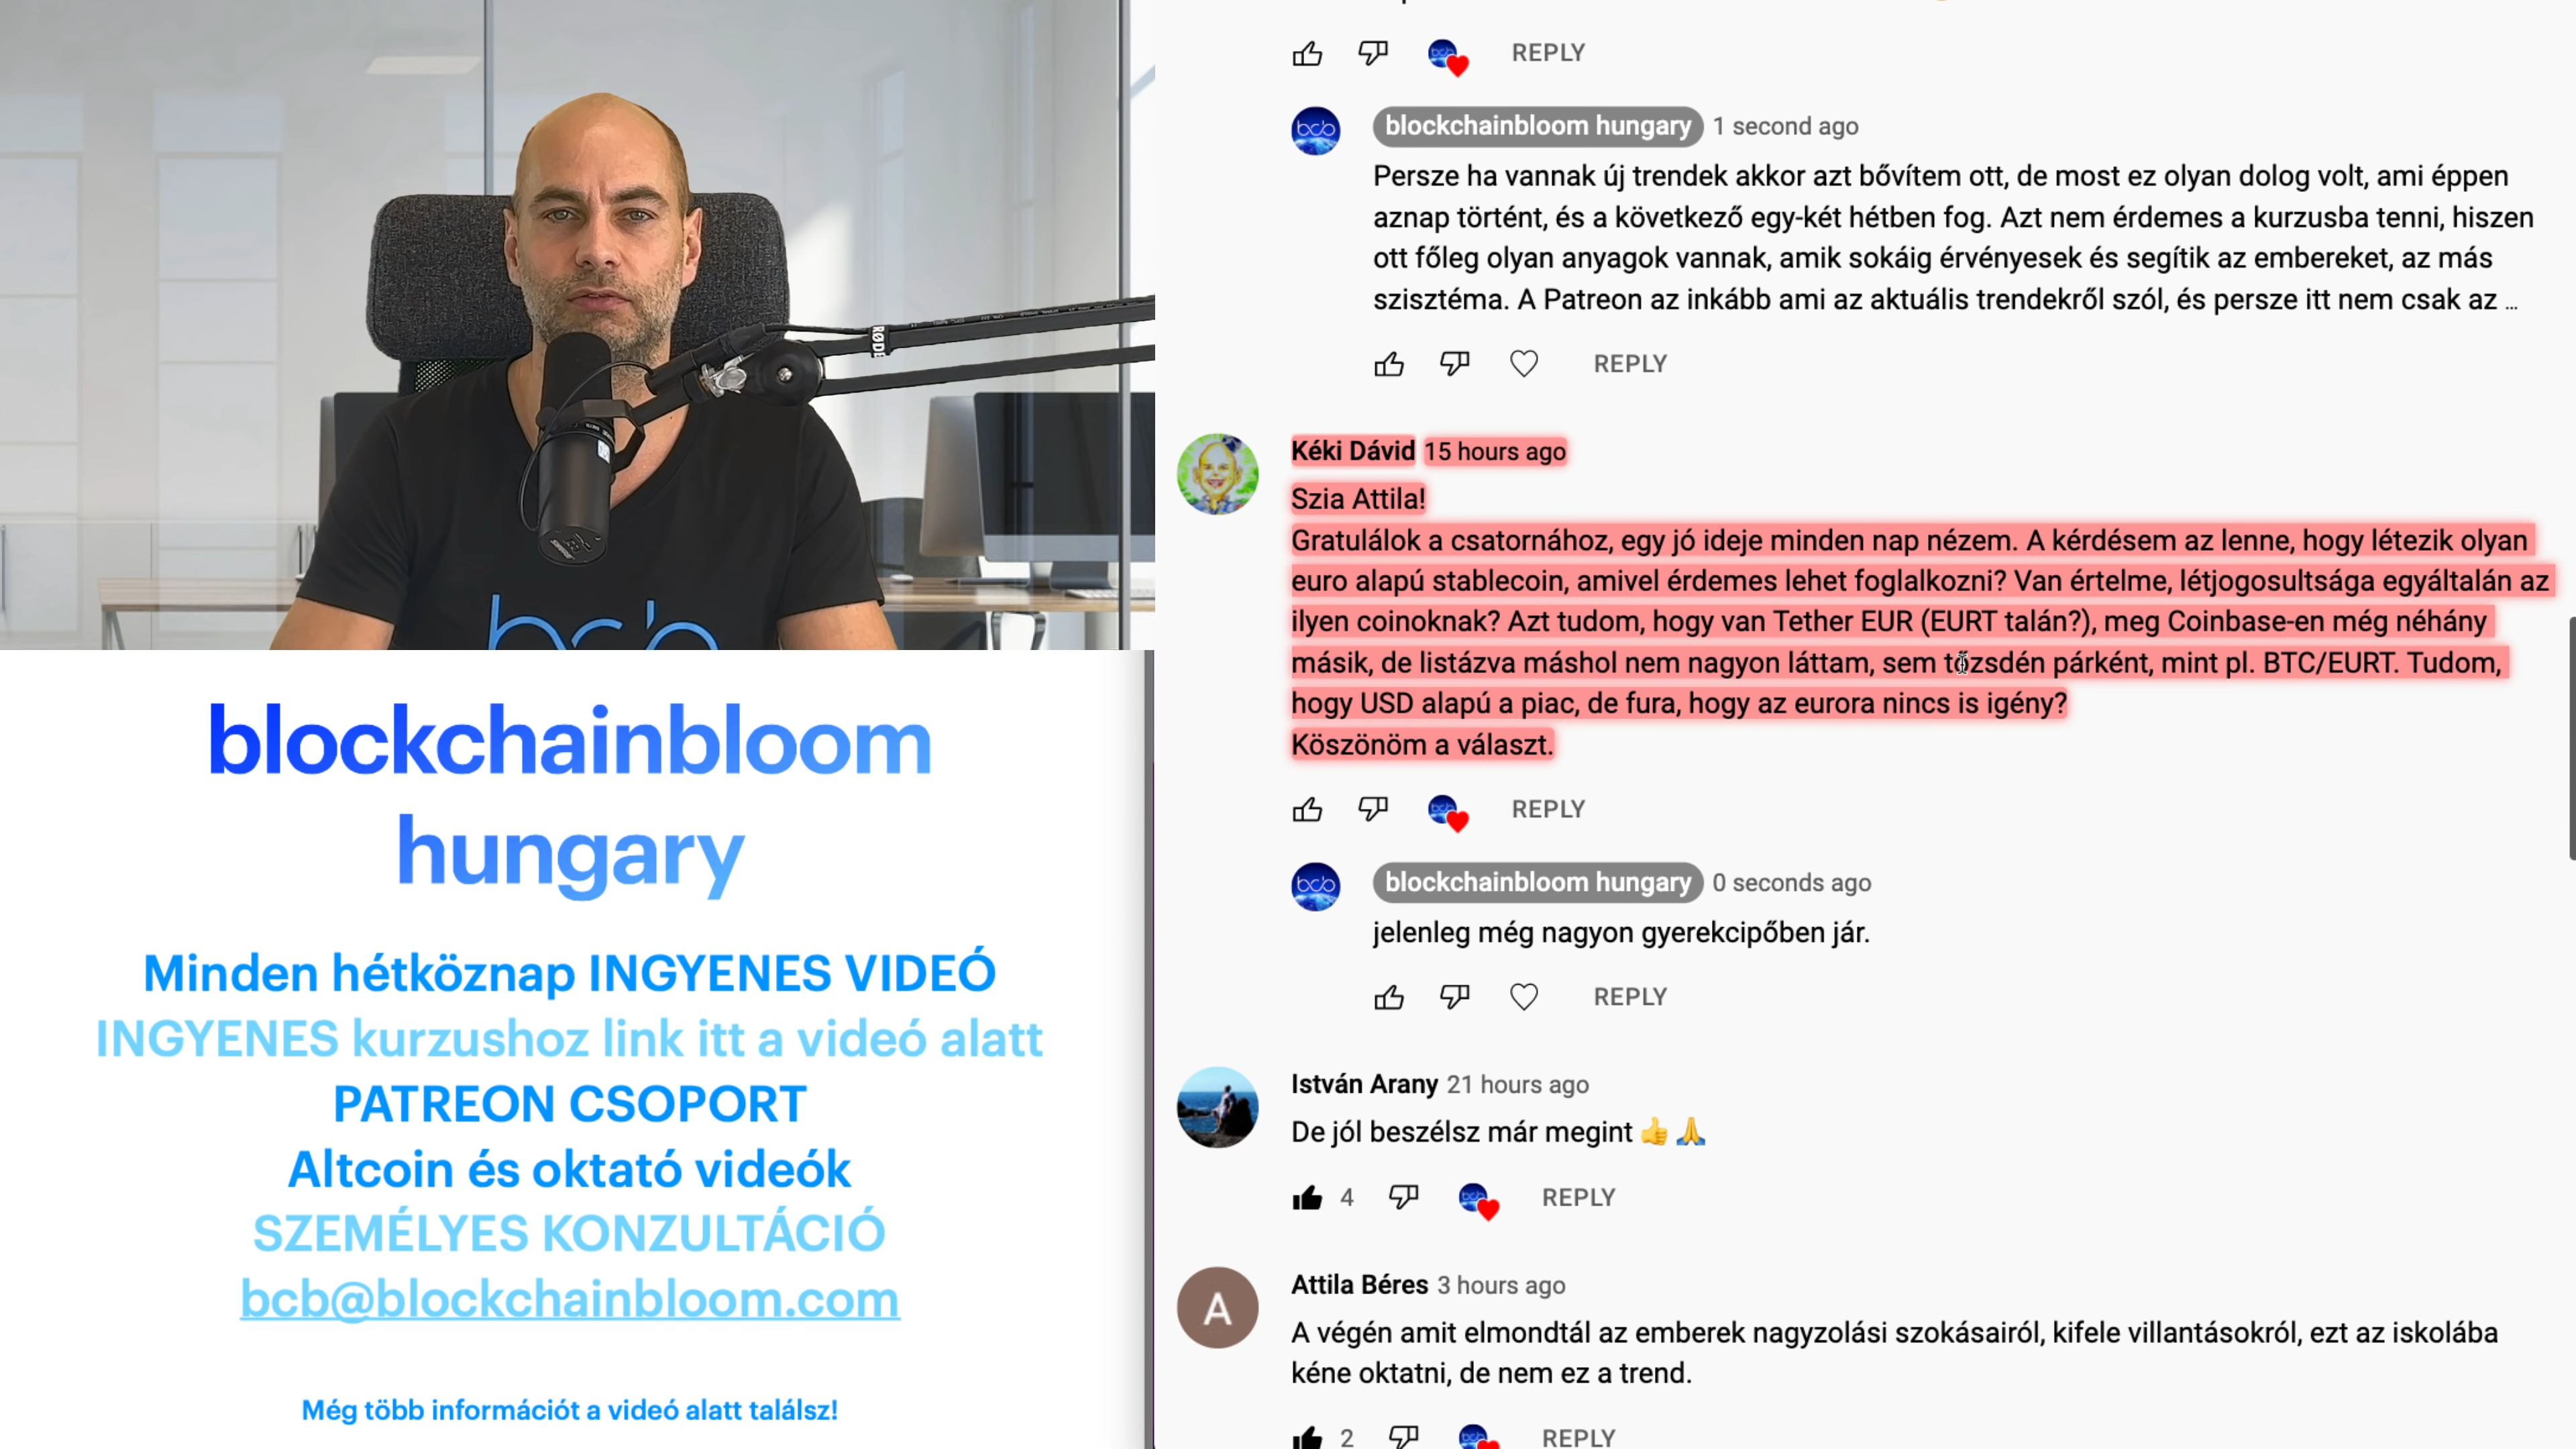 REPLY
blockchainbloom hungary 1 second ago
Persze ha vannak új trendek akkor azt bővítem ott, de most ez olyan dolog volt, ami éppen
aznap történt, és a következő egy-két hétben fog. Azt nem érdemes a kurzusba tenni, hiszen
ott főleg olyan anyagok vannak, amik sokáig érvényesek és segítik az embereket, az más
szisztéma. A Patreon az inkább ami az aktuális trendekről szól, és persze itt nem csak az ...
REPLY
Kéki Dávid 15 hours ago
Szia Attila!
Gratulálok a csatornához, egy jó ideje minden nap nézem. A kérdésem az lenne, hogy létezik olyan
euro alapú stablecoin, amivel érdemes lehet foglalkozni? Van értelme, létjogosultsága egyáltalán az
ilyen coinoknak? Azt tudom, hogy van Tether EUR (EURT talán?), meg Coinbase-en még néhány
másik, de listázva máshol nem nagyon láttam, sem tőzsdén párként, mint pl. BTC/EURT. Tudom,
hogy USD alapú a piac, de fura, hogy az eurora nincs is igény?
Köszönöm a választ.
REPLY
blockchainbloom hungary 0 seconds ago
jelenleg még nagyon gyerekcipőben jár.
REPLY
István Arany 21 hours ago
De jól beszélsz már megint 👍 🙏
4 REPLY
A
Attila Béres 3 hours ago
A végén amit elmondtál az emberek nagyzolási szokásairól, kifele villantásokról, ezt az iskolába
kéne oktatni, de nem ez a trend.
2 REPLY
RØDE
bcb
blockchainbloom
hungary
Minden hétköznap INGYENES VIDEÓ
INGYENES kurzushoz link itt a videó alatt
PATREON CSOPORT
Altcoin és oktató videók
SZEMÉLYES KONZULTÁCIÓ
bcb@blockchainbloom.com
Még több információt a videó alatt találsz!